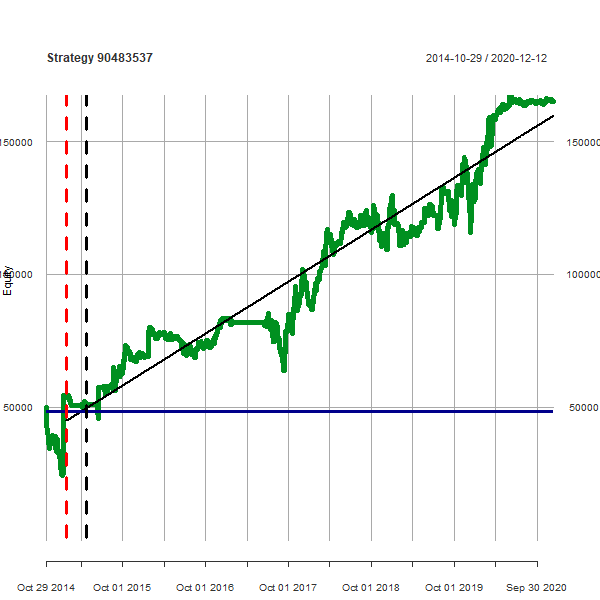 Strategy 90483537
2014-10-29 / 2020-12-12
150000 150000
100000 100000
50000 50000
Equity
Oct 29 2014 Oct 01 2015 Oct 01 2016 Oct 01 2017 Oct 01 2018 Oct 01 2019 Sep 30 2020